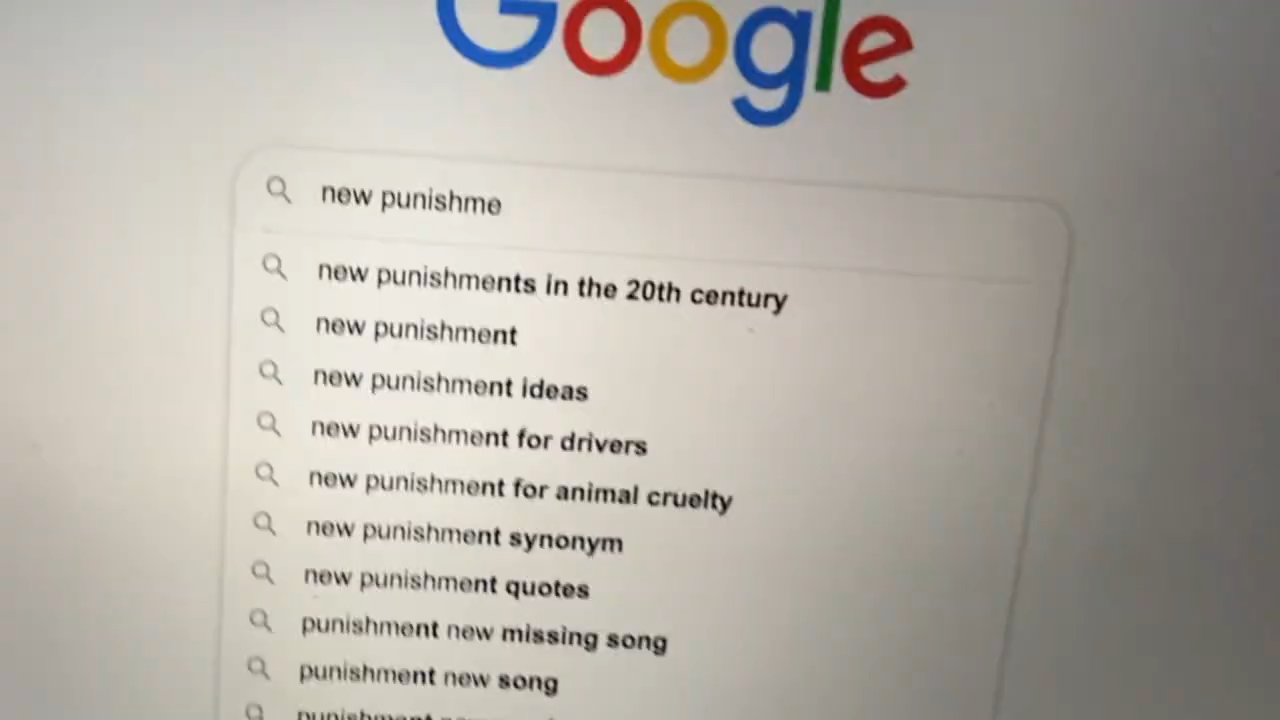 Google
new punishme
new punishments in the 20th century
new punishment
new punishment ideas
new punishment for drivers
new punishment for animal cruelty
new punishment synonym
new punishment quotes
punishment new missing song
punishment new song
punishment